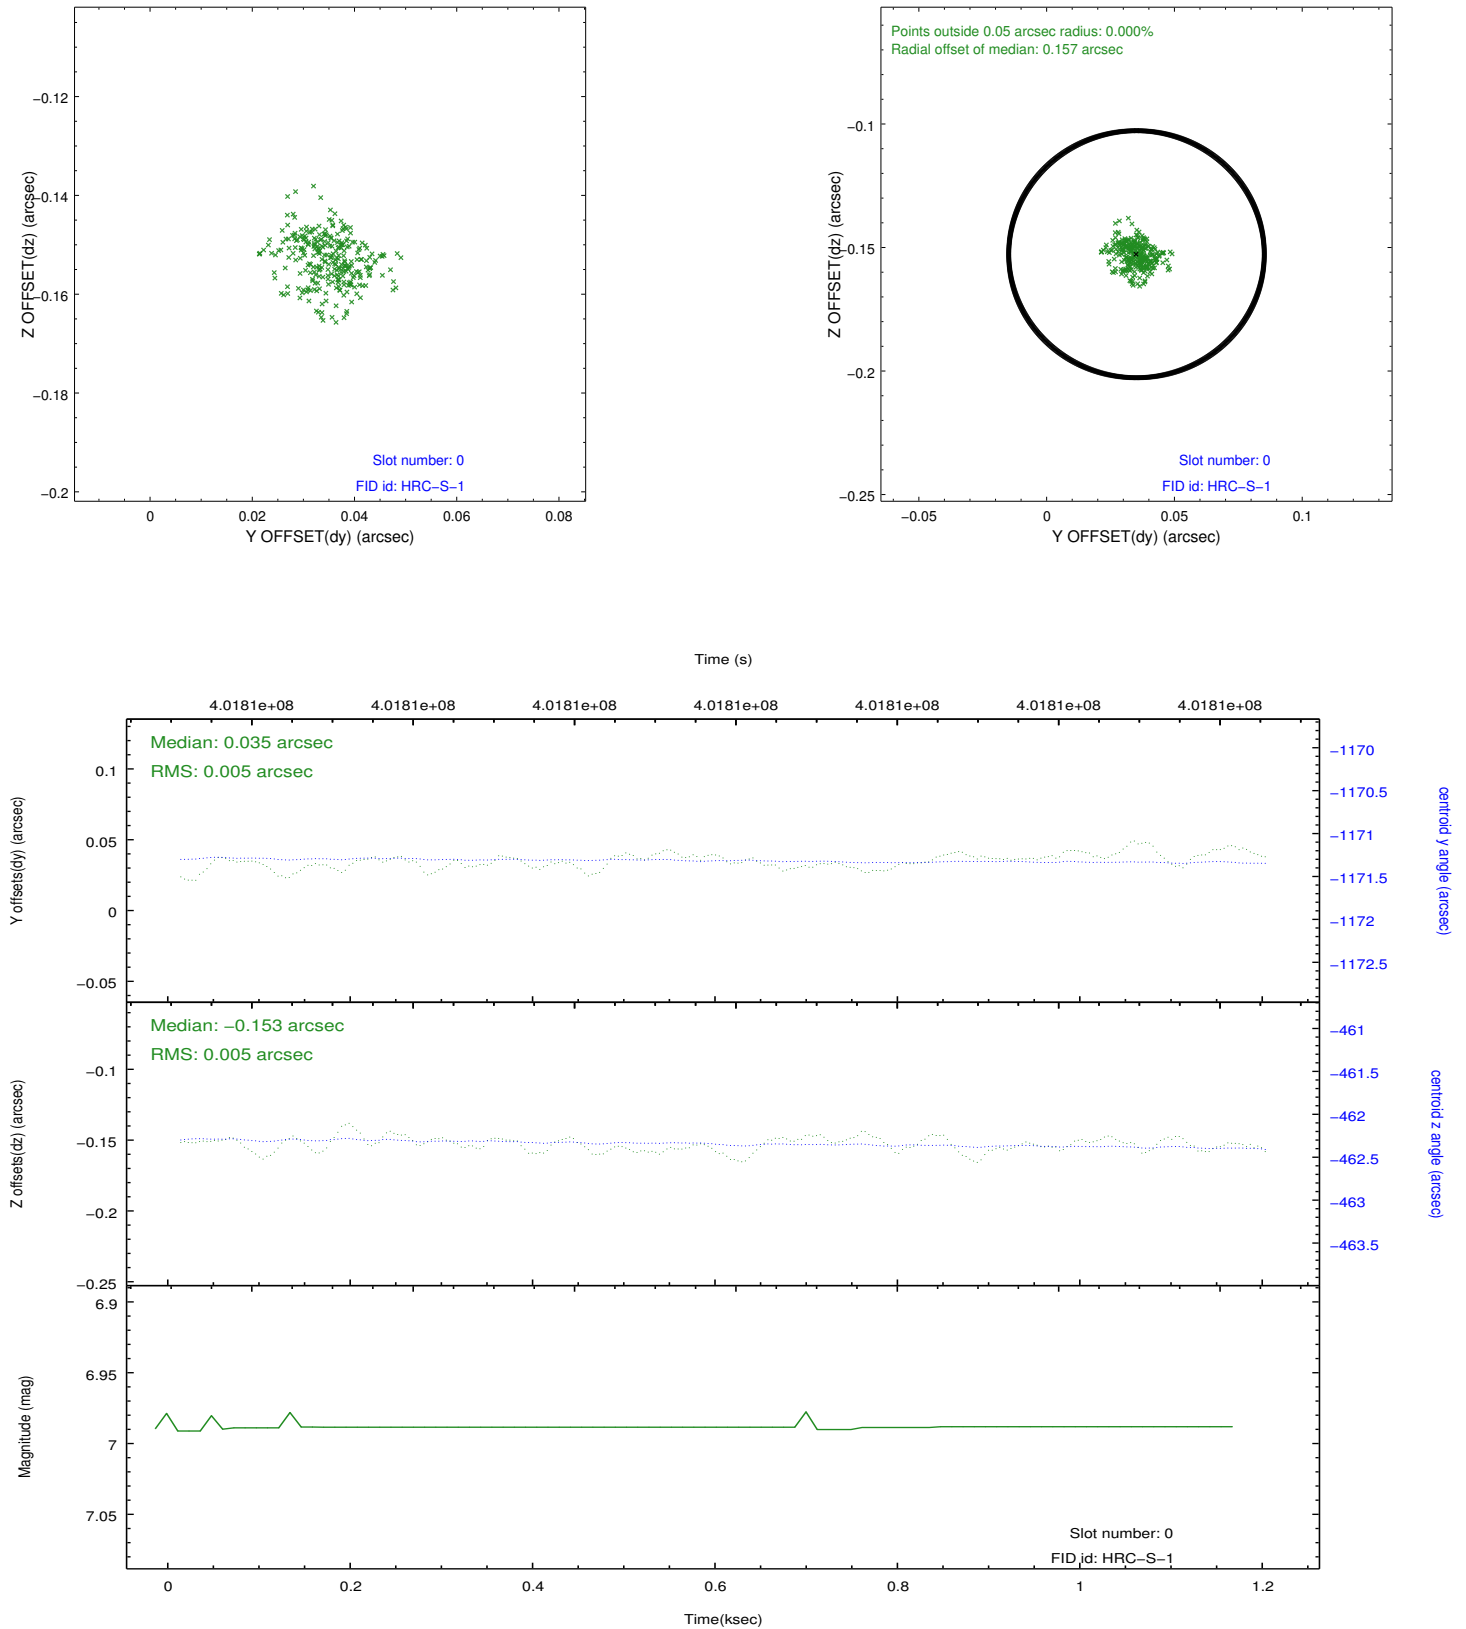 −0.12
−0.14
−0.16
−0.18
−0.2
Z OFFSET(dz) (arcsec)
Slot number: 0
FID id: HRC−S−1
0
0.02
0.04
0.06
0.08
Y OFFSET(dy) (arcsec)
Points outside 0.05 arcsec radius: 0.000%
Radial offset of median: 0.157 arcsec
−0.1
−0.15
−0.2
−0.25
Z OFFSET(dz) (arcsec)
Slot number: 0
FID id: HRC−S−1
−0.05
0
0.05
0.1
Y OFFSET(dy) (arcsec)
Time (s)
4.0181e+08
4.0181e+08
4.0181e+08
4.0181e+08
4.0181e+08
4.0181e+08
4.0181e+08
Median: 0.035 arcsec
RMS: 0.005 arcsec
0.1
0.05
0
−0.05
Y offsets(dy) (arcsec)
−1170
−1170.5
−1171
−1171.5
−1172
−1172.5
centroid y angle (arcsec)
Median: −0.153 arcsec
RMS: 0.005 arcsec
−0.1
−0.15
−0.2
−0.25
Z offsets(dz) (arcsec)
−461
−461.5
−462
−462.5
−463
−463.5
centroid z angle (arcsec)
6.9
6.95
7
7.05
Magnitude (mag)
Slot number: 0
FID id: HRC−S−1
0
0.2
0.4
0.6
0.8
1
1.2
Time(ksec)